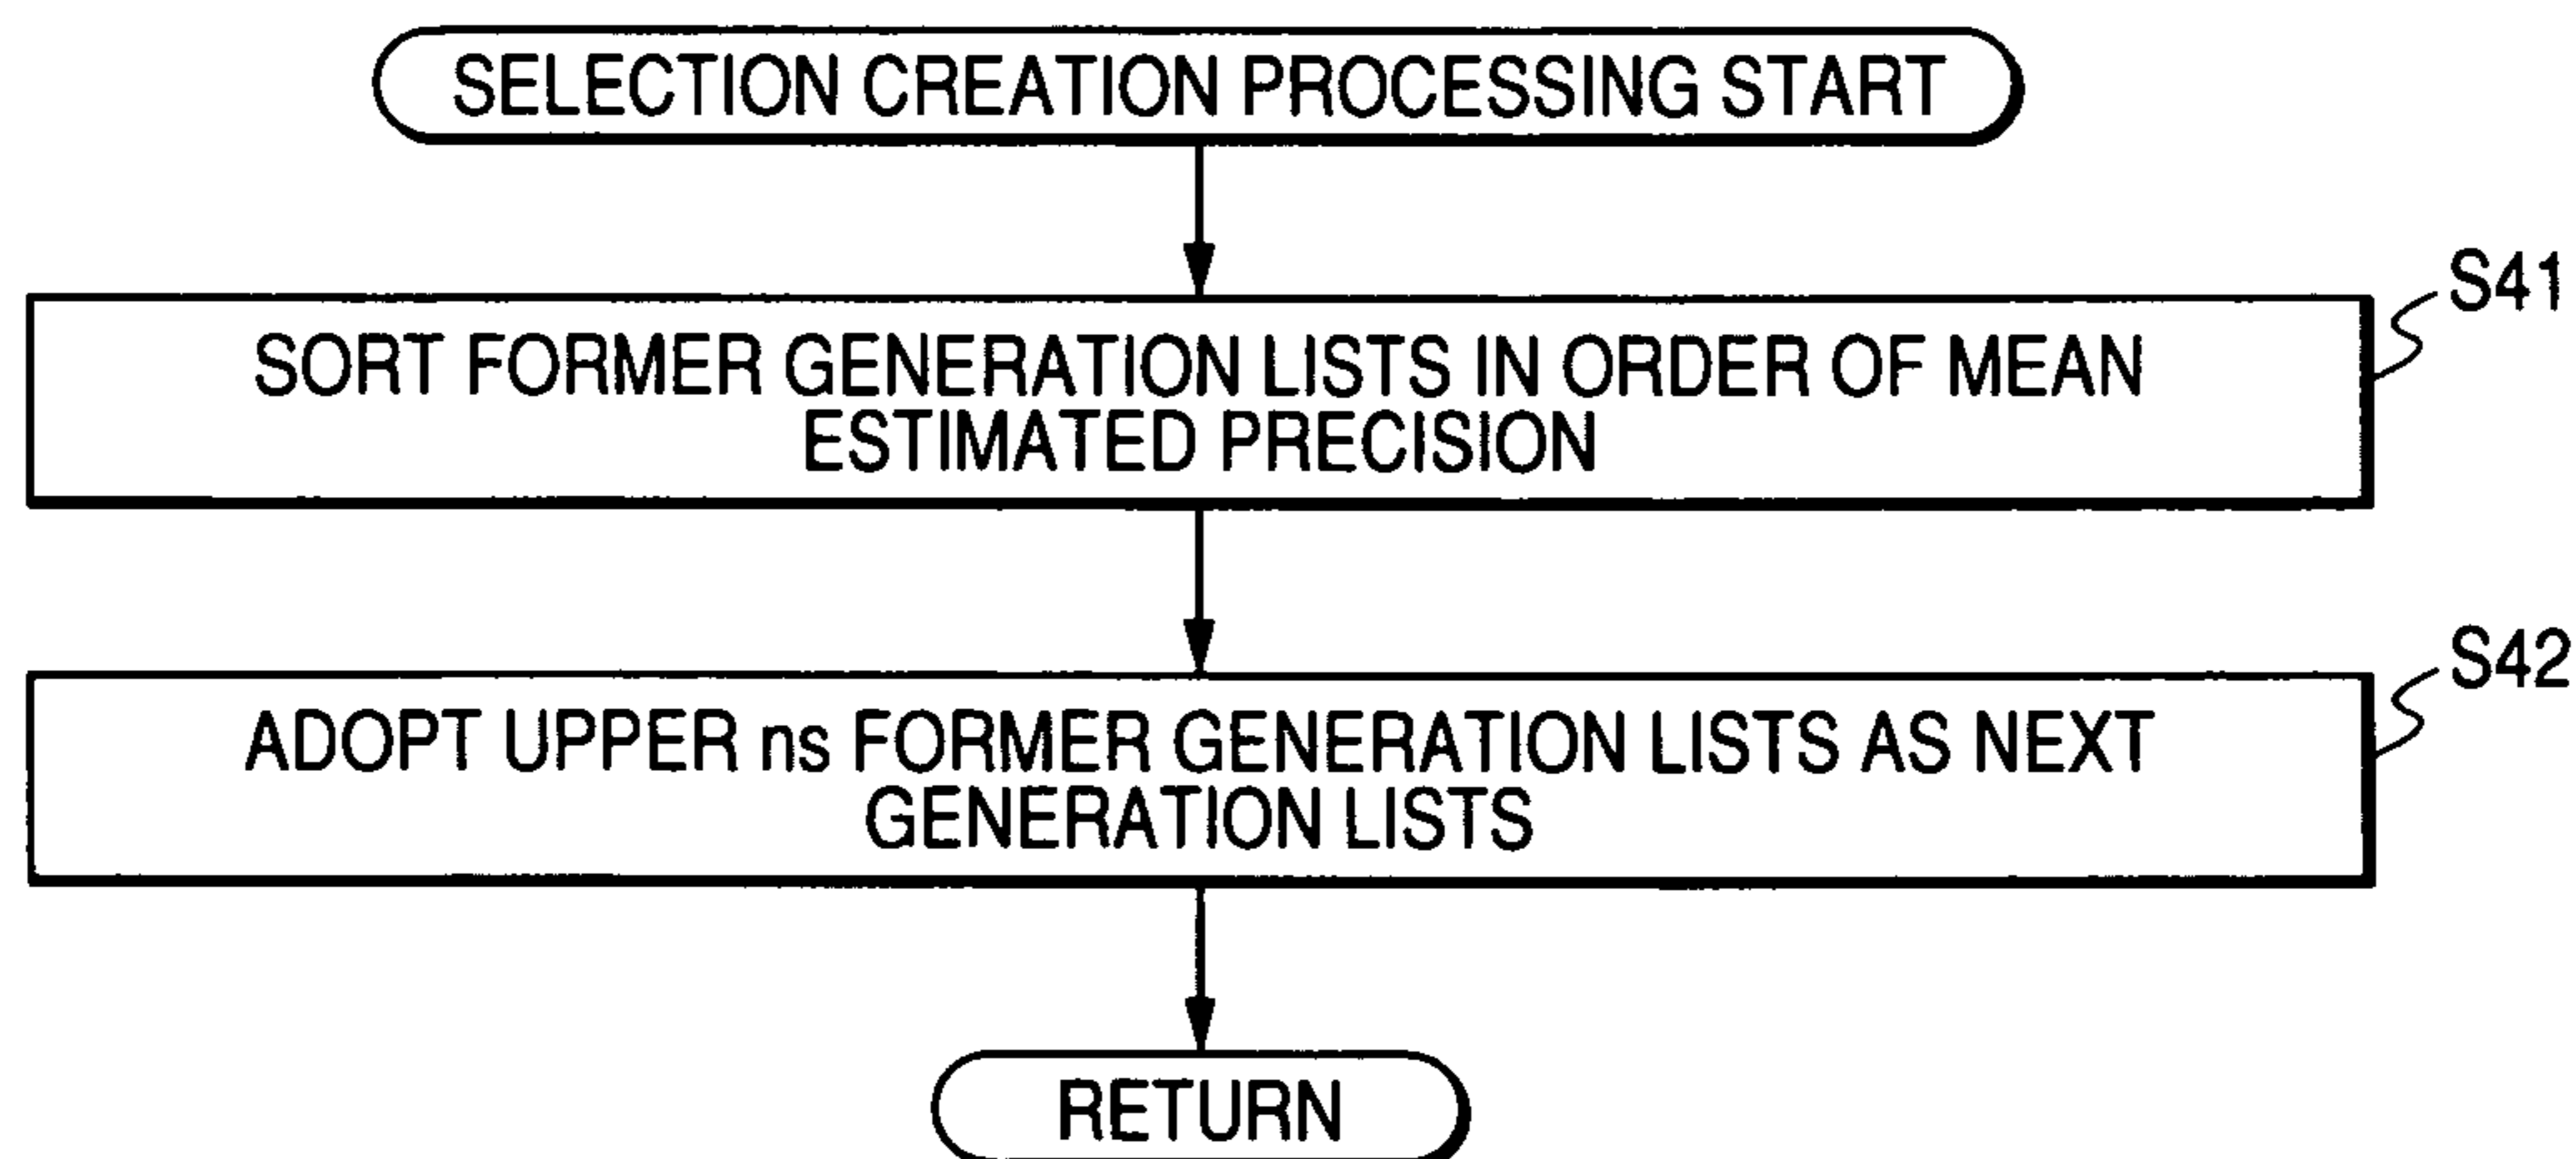 SELECTION CREATION PROCESSING START
S41
SORT FORMER GENERATION LISTS IN ORDER OF MEAN
ESTIMATED PRECISION
S42
ADOPT UPPER ns FORMER GENERATION LISTS AS NEXT
GENERATION LISTS
RETURN